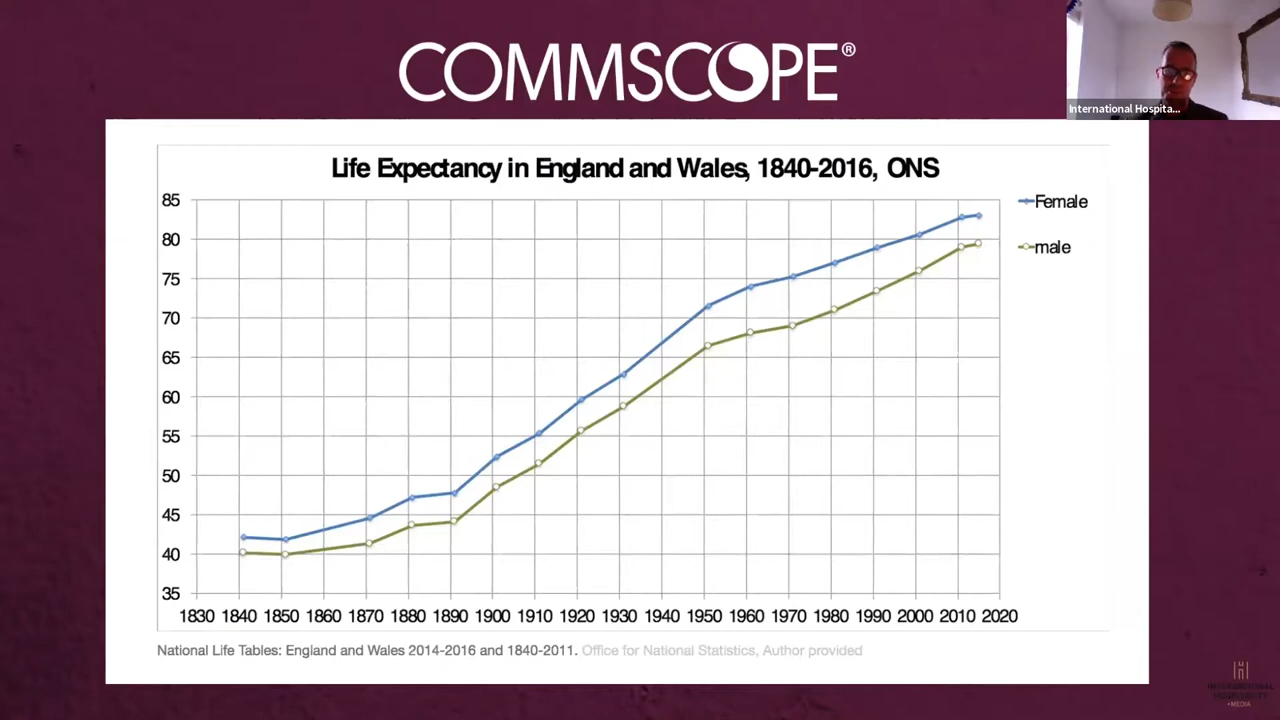 COMMSCOPE®
International Hospita...
Life Expectancy in England and Wales, 1840-2016, ONS
85
80
75
70
65
60
55
50
45
40
35
1830 1840 1850 1860 1870 1880 1890 1900 1910 1920 1930 1940 1950 1960 1970 1980 1990 2000 2010 2020
Female
male
National Life Tables: England and Wales 2014-2016 and 1840-2011. Office for National Statistics, Author provided
INTERNATIONAL
HOSPITALITY
•MEDIA